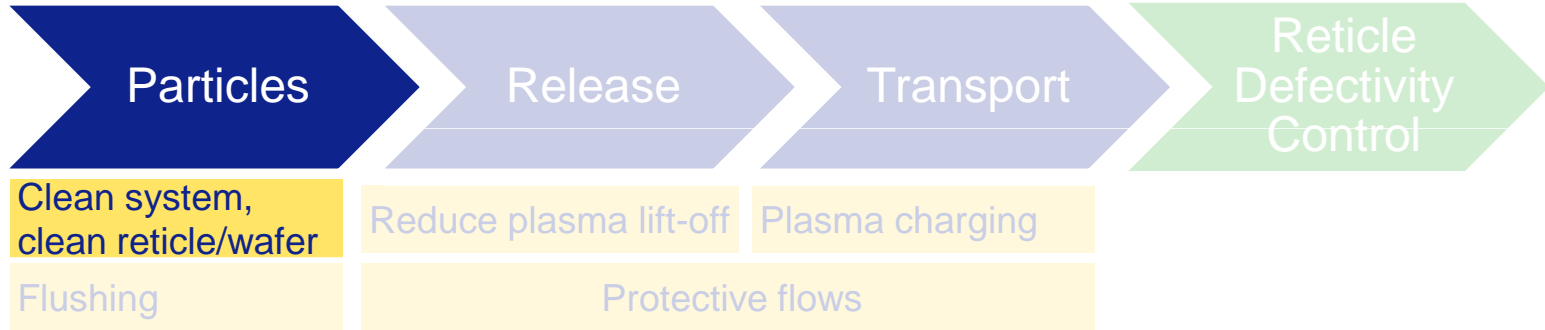 Particles
Release
Transport
Reticle
Defectivity
Control
Clean system,
clean reticle/wafer
Reduce plasma lift-off
Plasma charging
Flushing
Protective flows